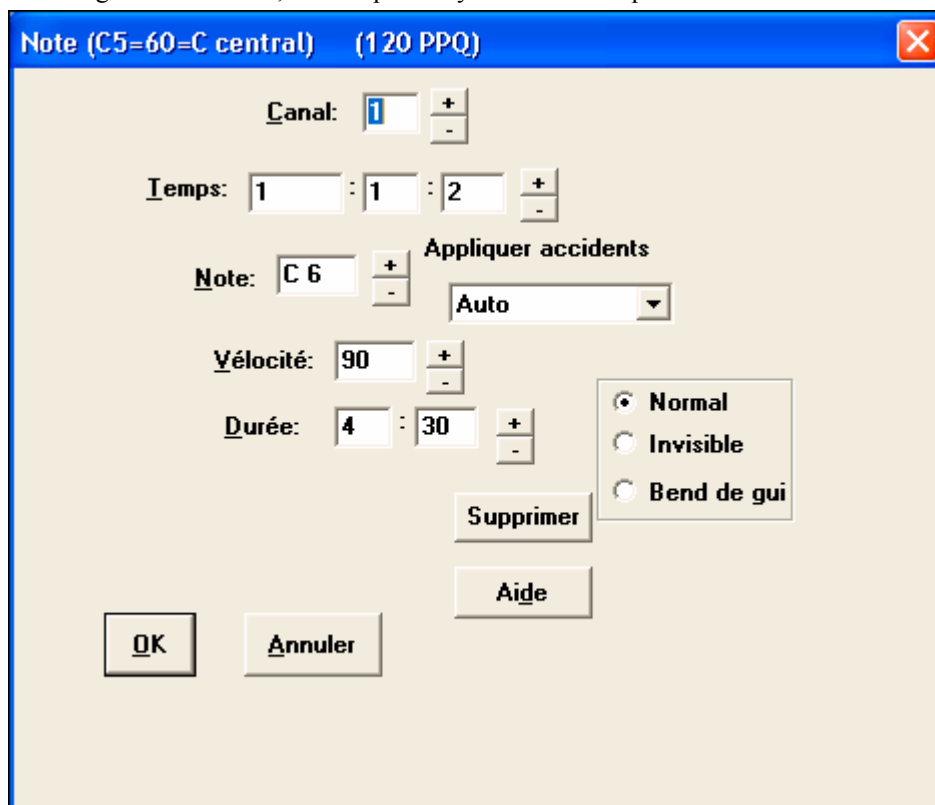 Note (C5=60=C central) (120 PPQ)
Canal: 1 + -
Temps: 1 : 1 : 2 + -
Appliquer accidents
Note: C 6 + -
Auto
Vélocité: 90 + -
Durée: 4 : 30 + -
Normal
Invisible
Bend de gui
Supprimer
Aide
OK Annuler